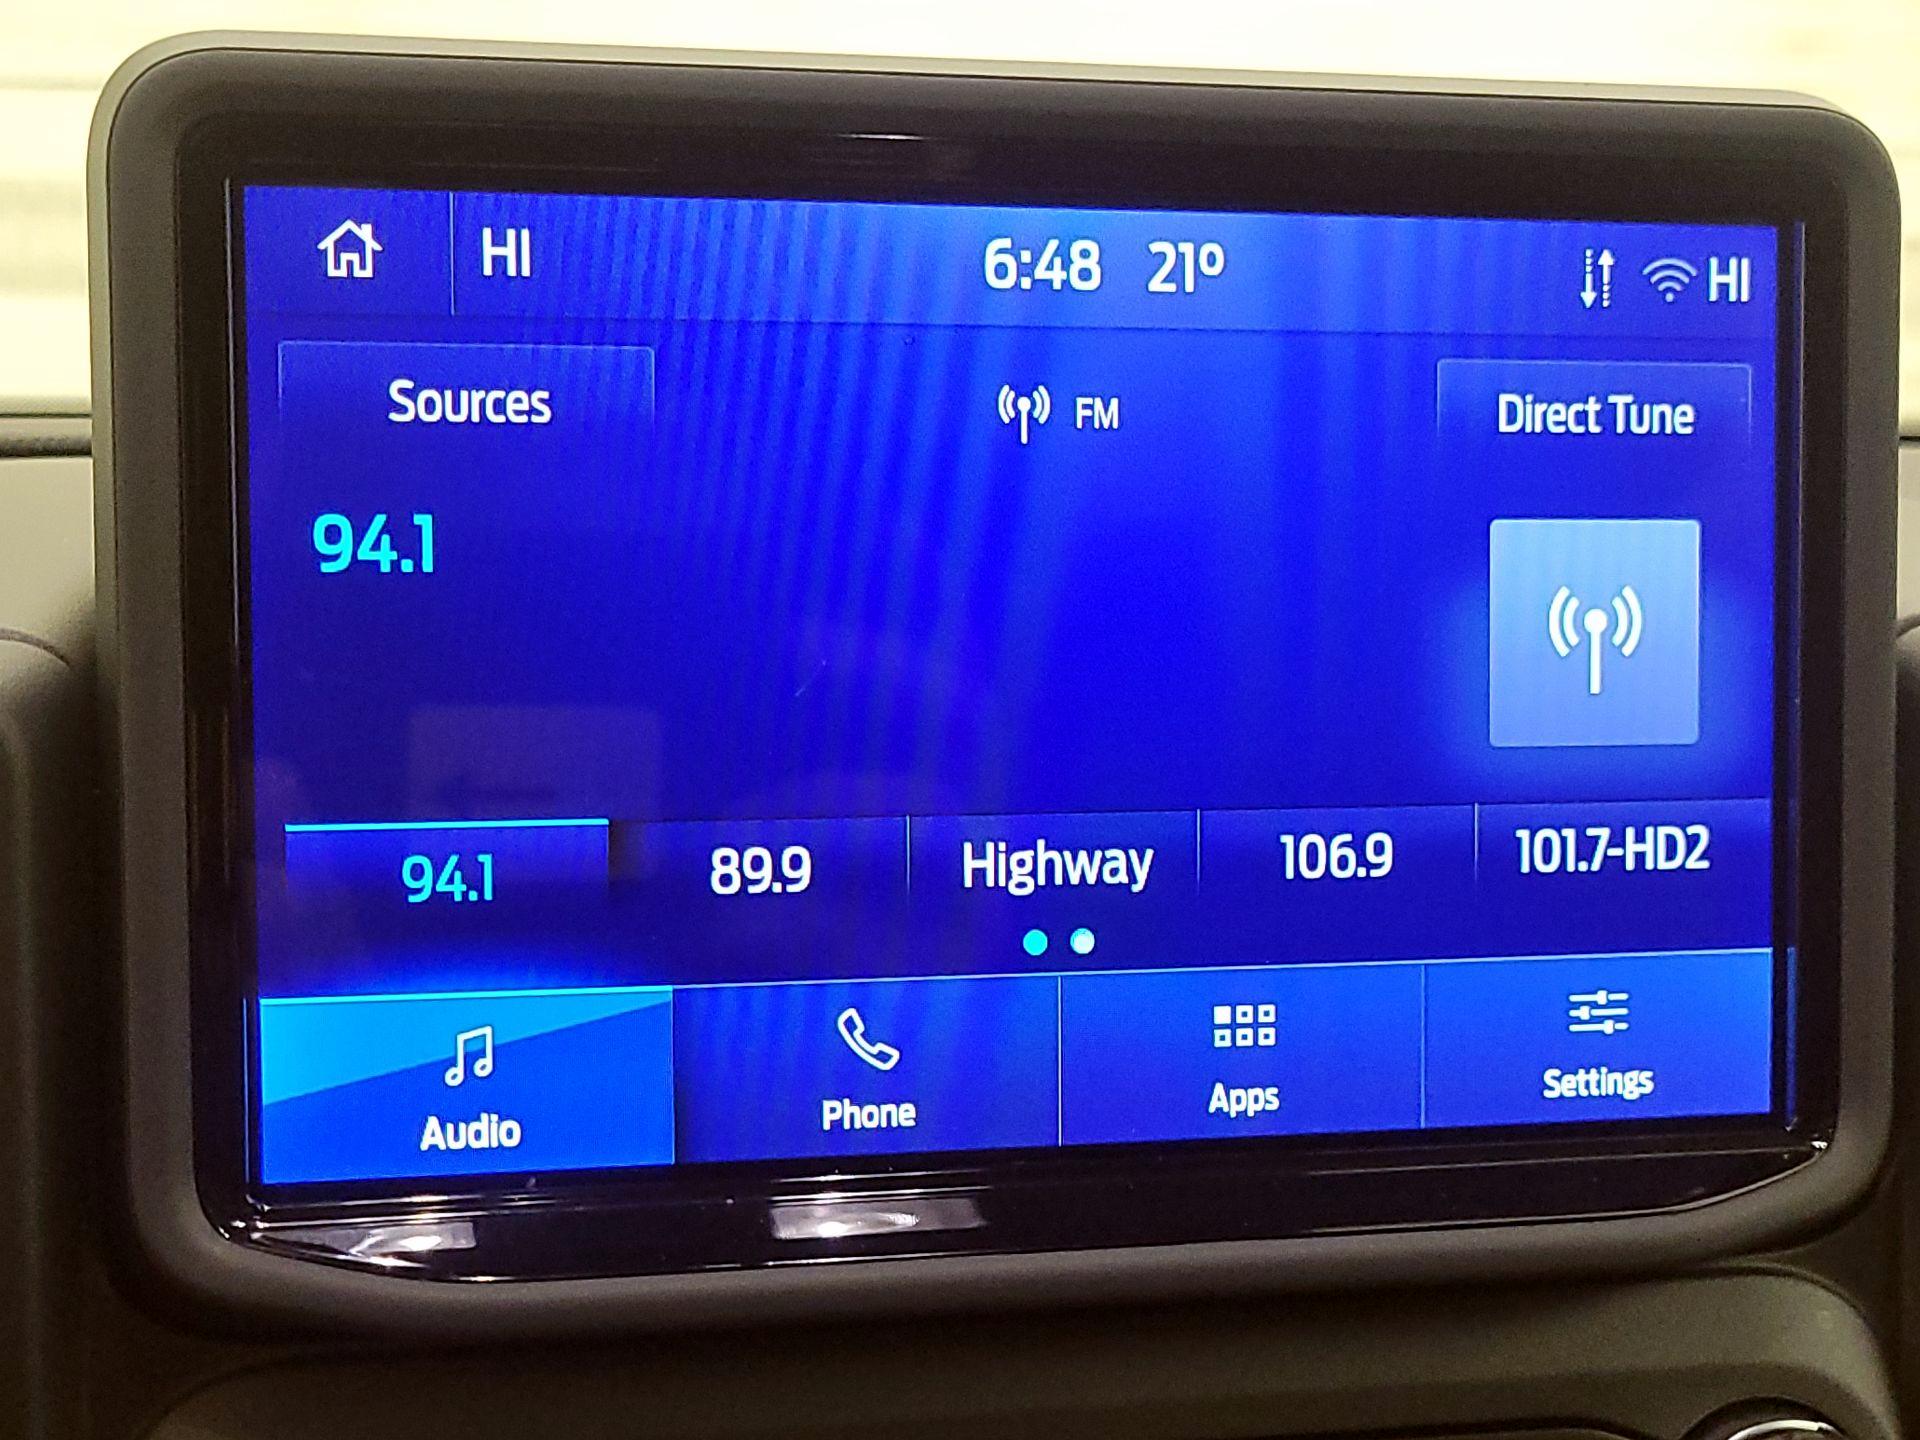 HI 6:48 21° HI
Sources FM Direct Tune
94.1
94.1 89.9 Highway 106.9 101.7-HD2
Audio Phone Apps Settings